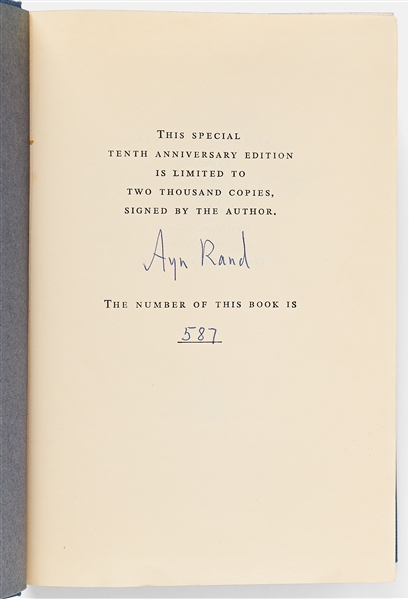 This special
tenth anniversary edition
is limited to
two thousand copies,
signed by the author.
Ayn Rand
The number of this book is
587